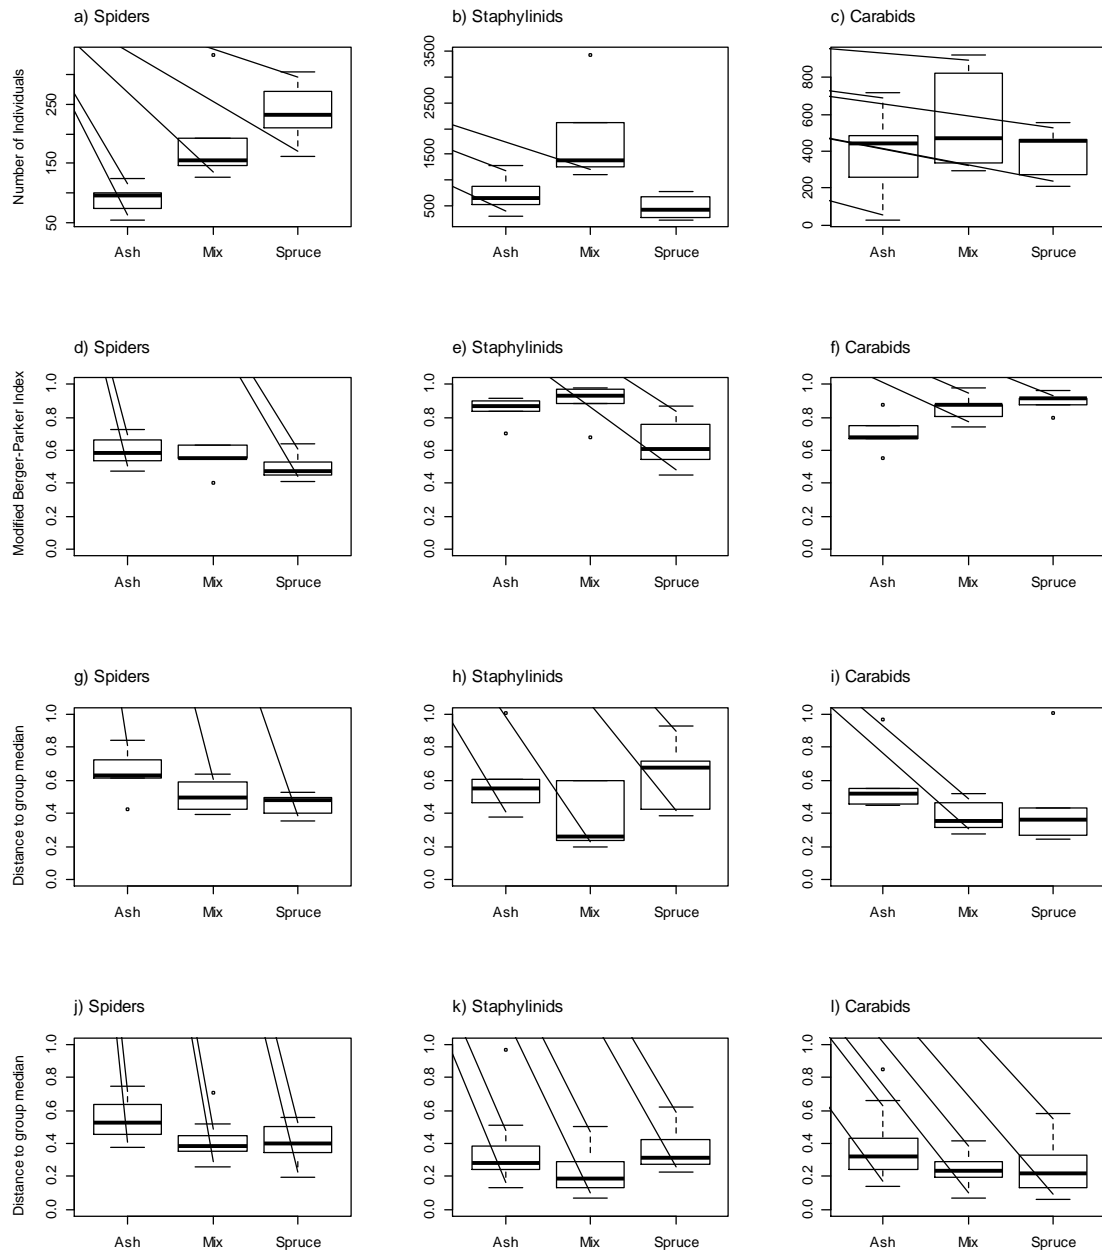 a) Spiders
b) Staphylinids
c) Carabids
Number of Individuals
50
150
250
500
1500
2500
3500
0
200
400
600
800
Ash
Mix
Spruce
Ash
Mix
Spruce
Ash
Mix
Spruce
d) Spiders
e) Staphylinids
f) Carabids
Modified Berger-Parker Index
0.0
0.2
0.4
0.6
0.8
1.0
0.0
0.2
0.4
0.6
0.8
1.0
0.0
0.2
0.4
0.6
0.8
1.0
Ash
Mix
Spruce
Ash
Mix
Spruce
Ash
Mix
Spruce
g) Spiders
h) Staphylinids
i) Carabids
Distance to group median
0.0
0.2
0.4
0.6
0.8
1.0
0.0
0.2
0.4
0.6
0.8
1.0
0.0
0.2
0.4
0.6
0.8
1.0
Ash
Mix
Spruce
Ash
Mix
Spruce
Ash
Mix
Spruce
j) Spiders
k) Staphylinids
l) Carabids
Distance to group median
0.0
0.2
0.4
0.6
0.8
1.0
0.0
0.2
0.4
0.6
0.8
1.0
0.0
0.2
0.4
0.6
0.8
1.0
Ash
Mix
Spruce
Ash
Mix
Spruce
Ash
Mix
Spruce